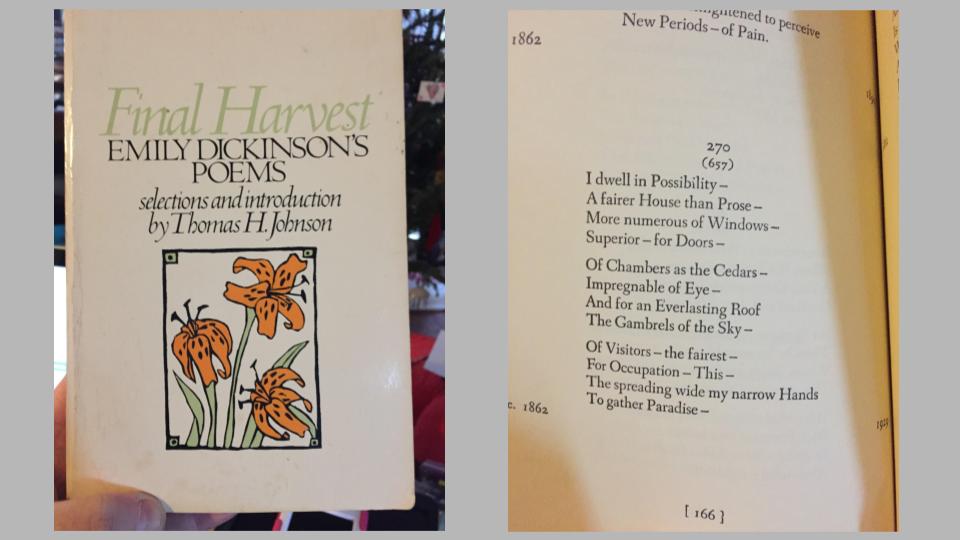 Final Harvest
EMILY DICKINSON'S
POEMS
selections and introduction
by Thomas H. Johnson
to perceive
New Periods – of Pain.
1862
270
(657)
I dwell in Possibility –
A fairer House than Prose –
More numerous of Windows –
Superior – for Doors –
Of Chambers as the Cedars –
Impregnable of Eye –
And for an Everlasting Roof
The Gambrels of the Sky –
Of Visitors – the fairest –
For Occupation – This –
The spreading wide my narrow Hands
To gather Paradise –
c. 1862
1929
[ 166 ]